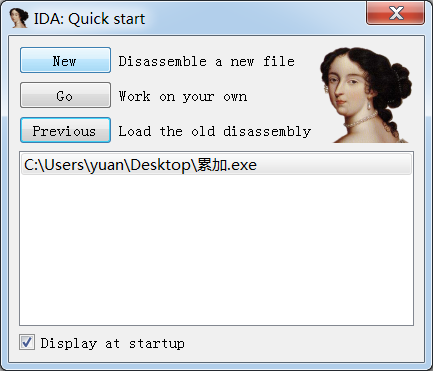 IDA: Quick start
New Disassemble a new file
Go Work on your own
Previous Load the old disassembly
C:\Users\yuan\Desktop\累加.exe
Display at startup